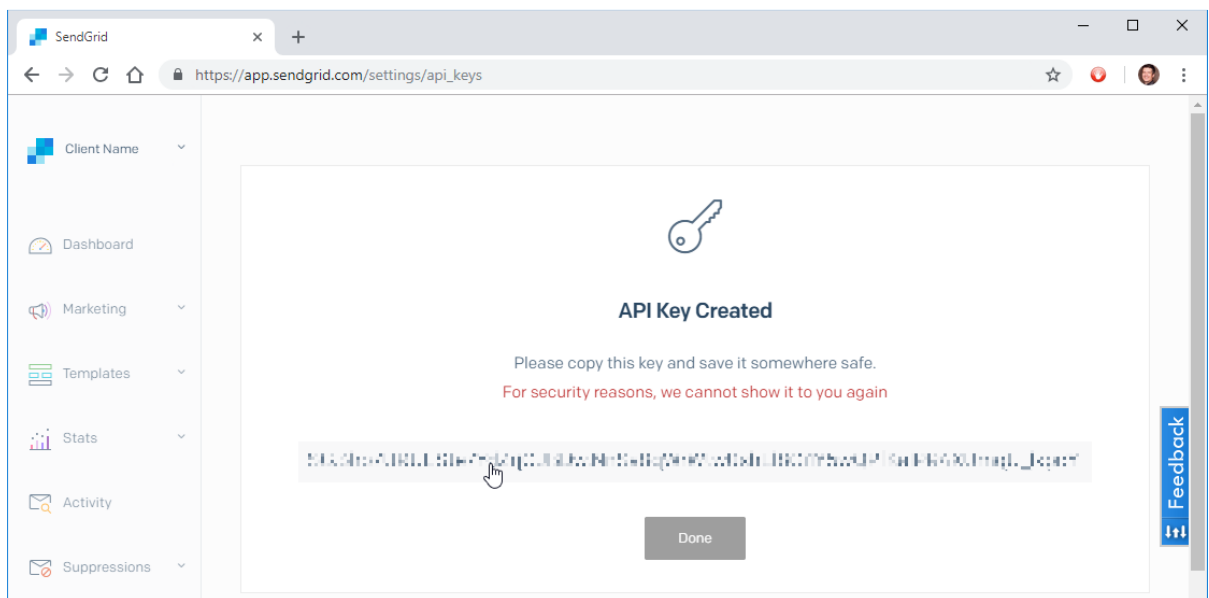 SendGrid
https://app.sendgrid.com/settings/api_keys
Client Name
Dashboard
Marketing
Templates
Stats
Activity
Suppressions
API Key Created
Please copy this key and save it somewhere safe.
For security reasons, we cannot show it to you again
Done
Feedback